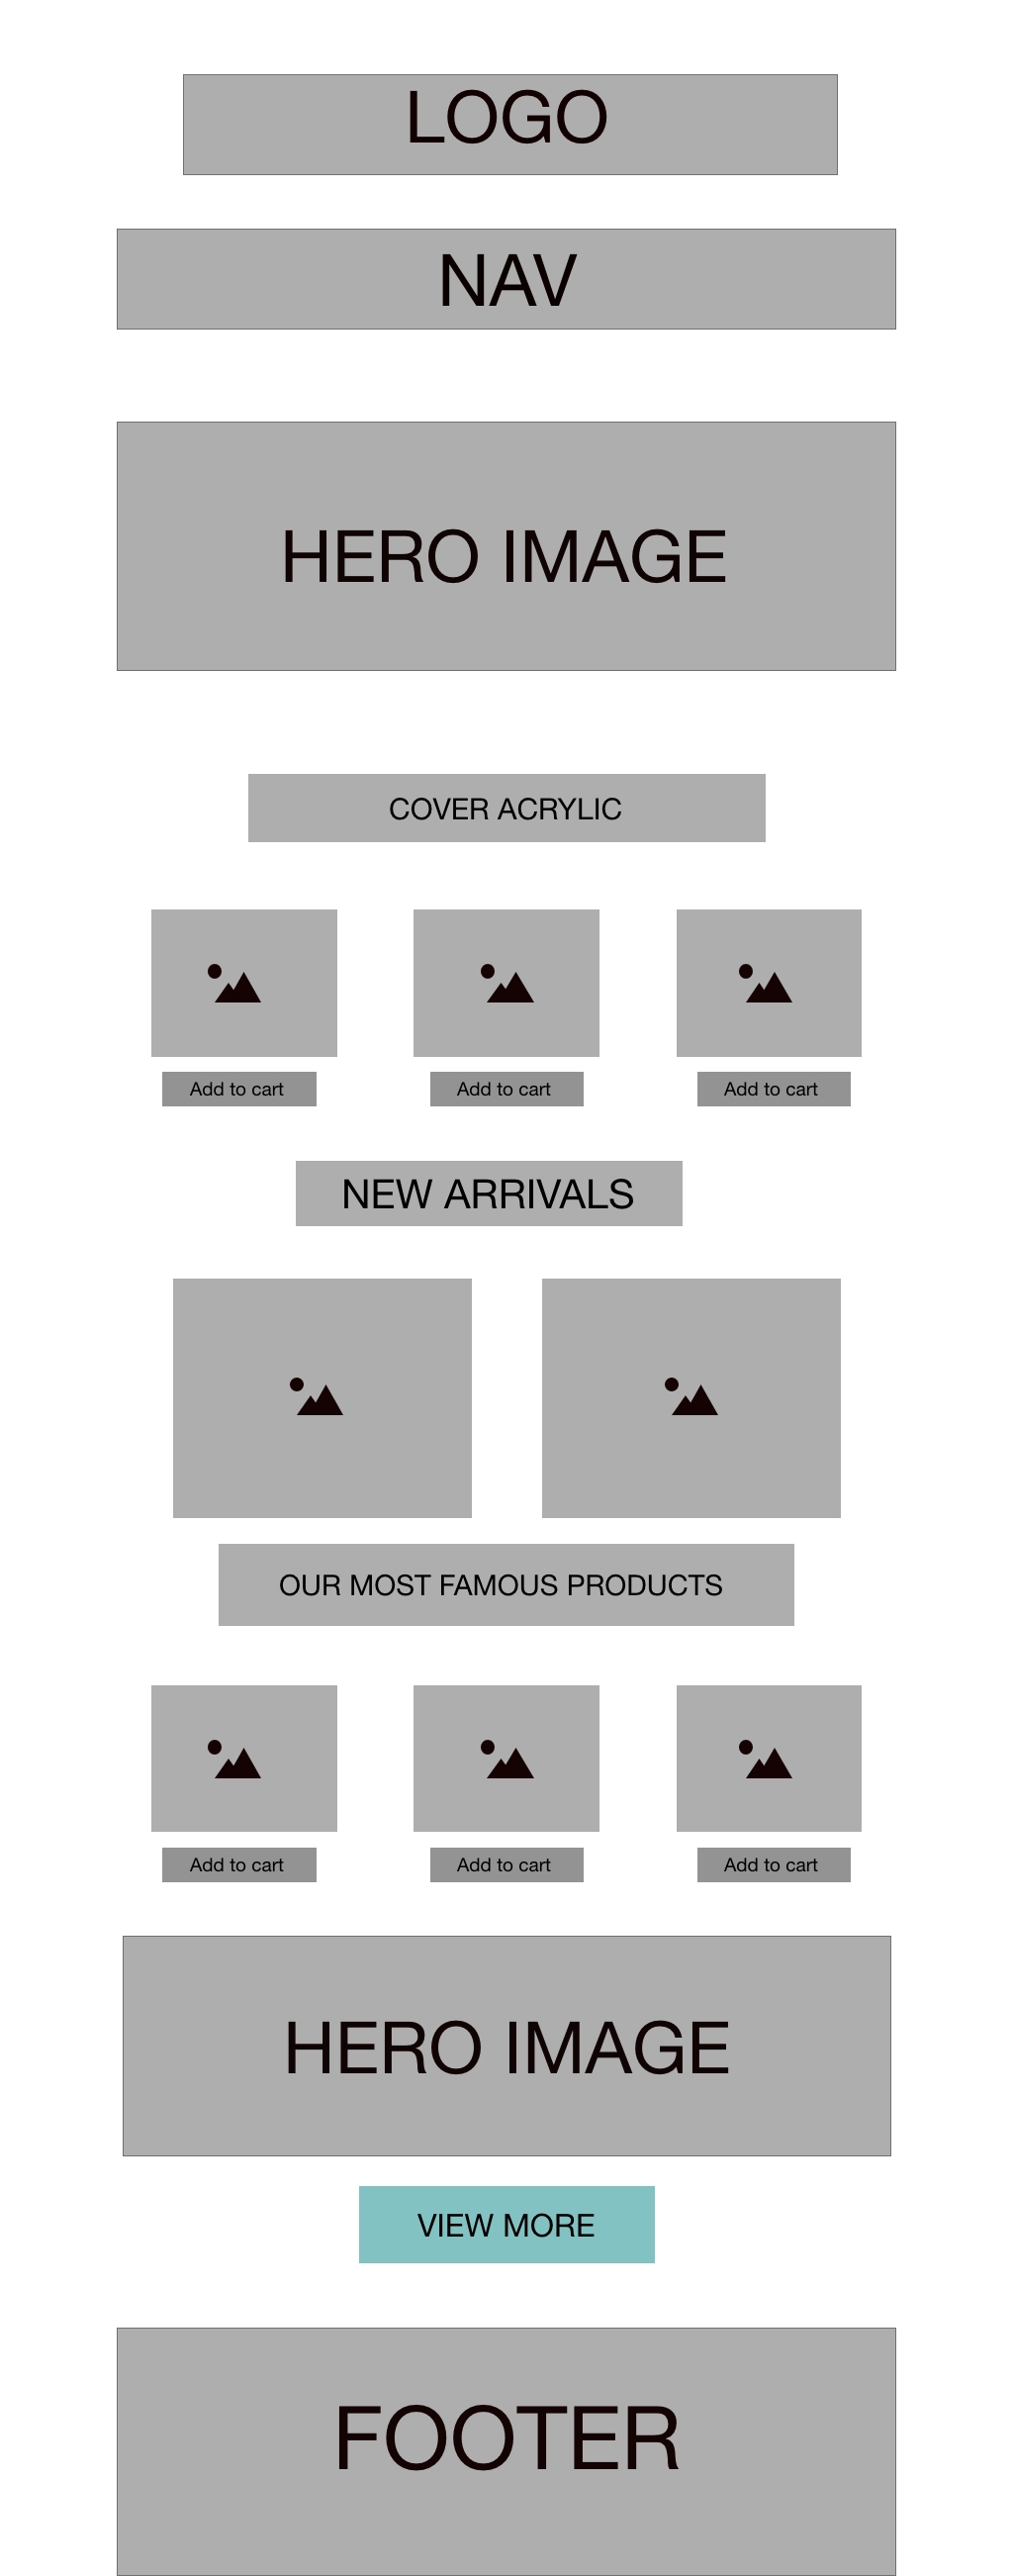 LOGO
NAV
HERO IMAGE
COVER ACRYLIC
Add to cart
Add to cart
Add to cart
NEW ARRIVALS
OUR MOST FAMOUS PRODUCTS
Add to cart
Add to cart
Add to cart
HERO IMAGE
VIEW MORE
FOOTER